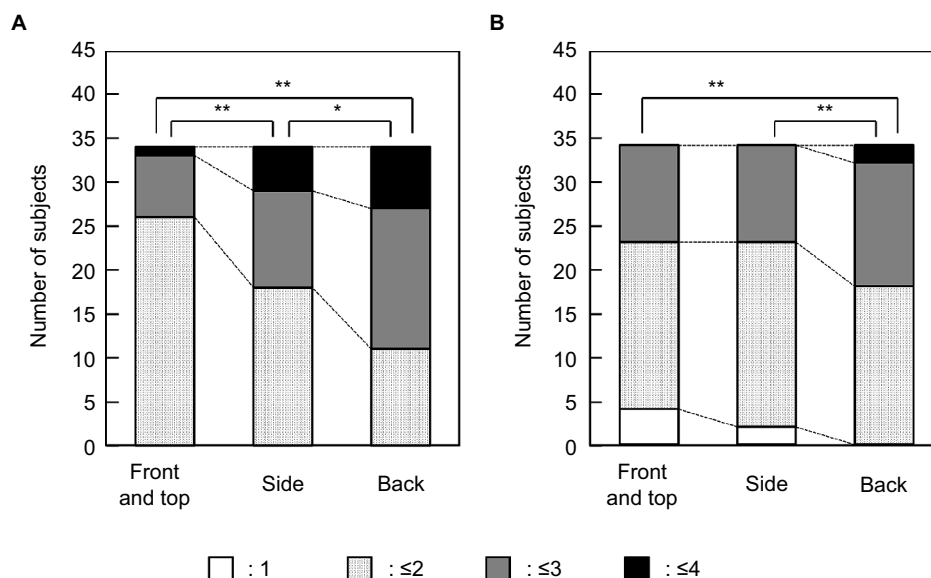 A
B
Number of subjects
45
40
35
30
25
20
15
10
5
0
**
**
*
Front
and top
Side
Back
Number of subjects
45
40
35
30
25
20
15
10
5
0
**
**
Front
and top
Side
Back
: 1
: ≤2
: ≤3
: ≤4